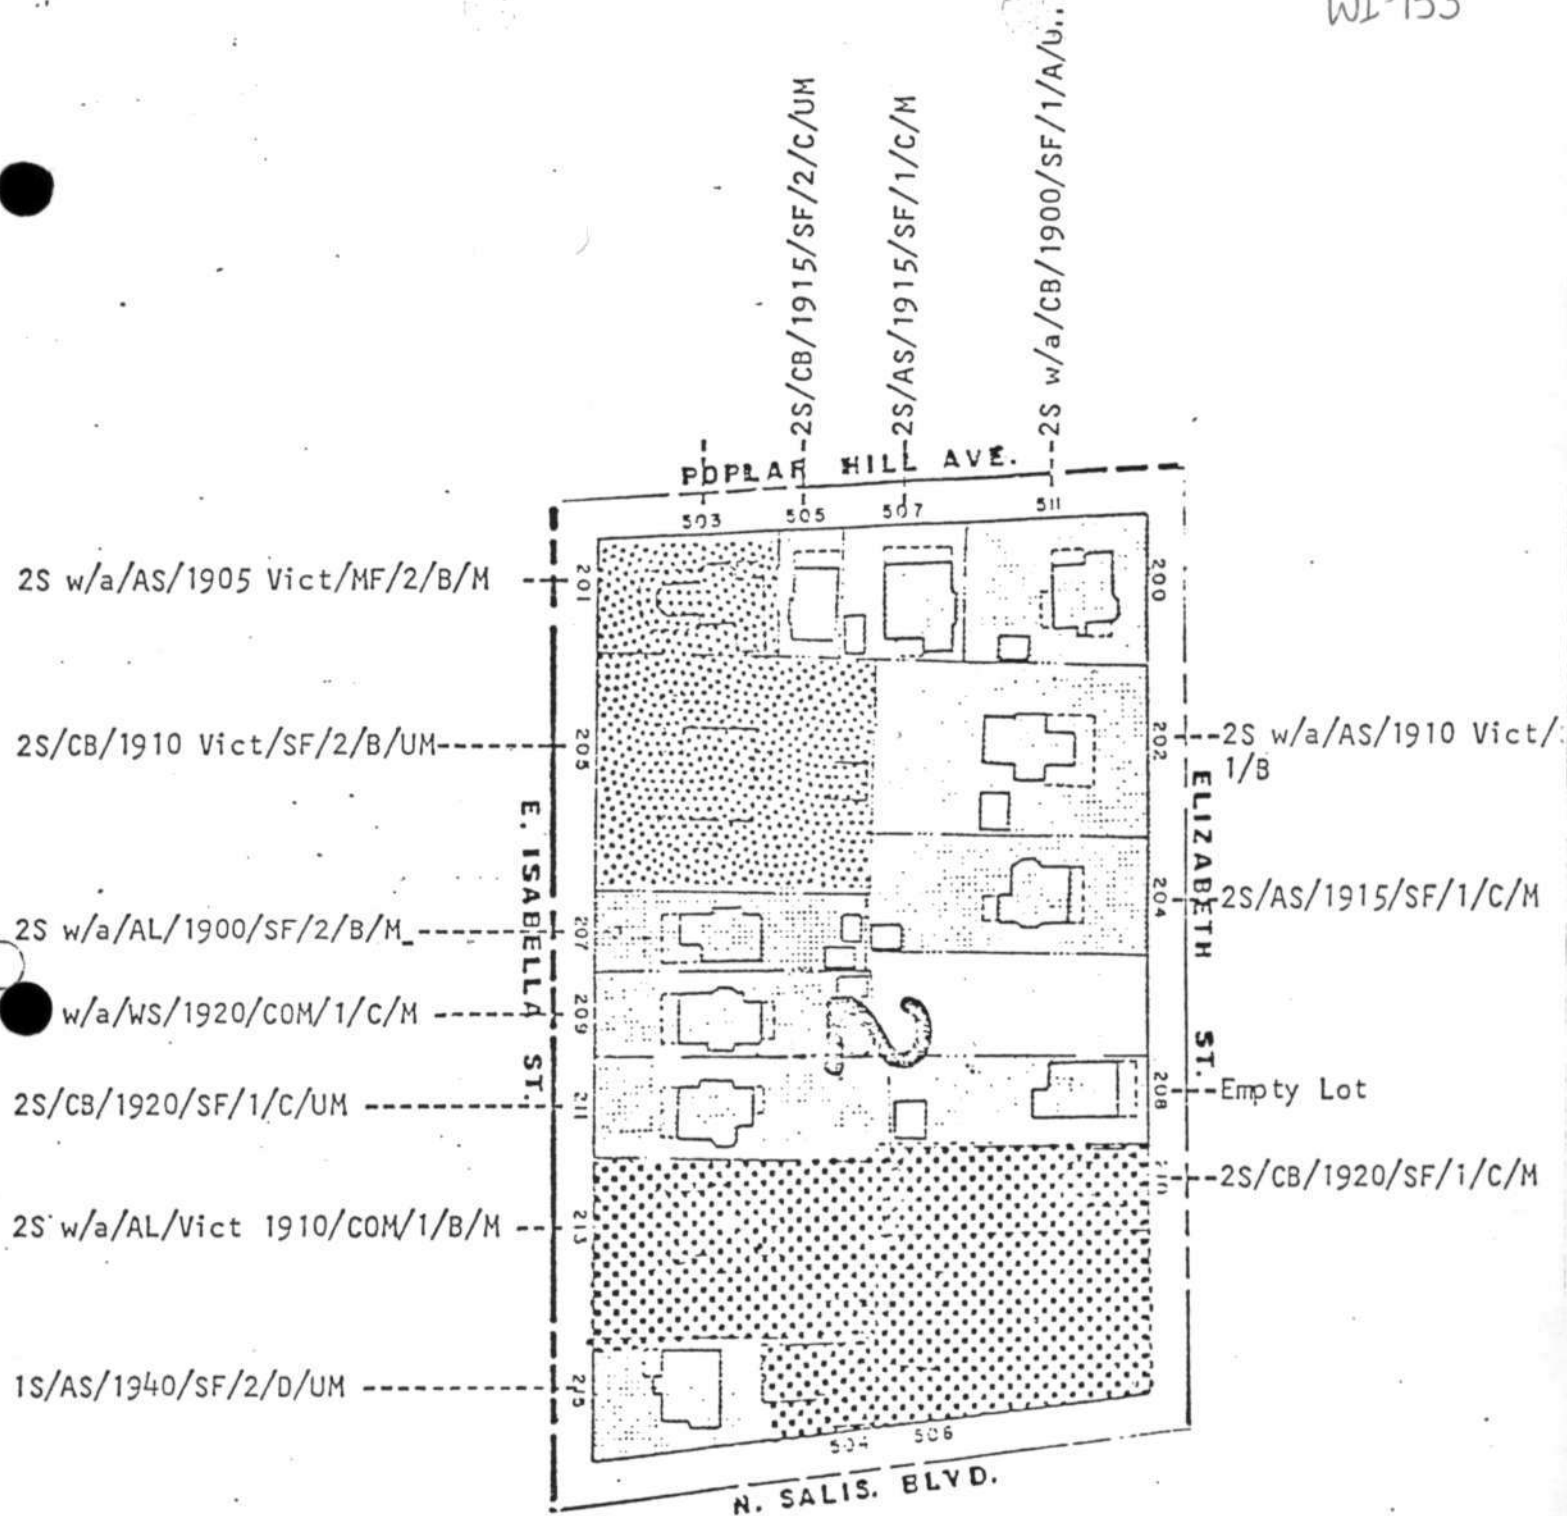 WI-153
2S/CB/1915/SF/2/C/UM
2S/AS/1915/SF/1/C/M
2S w/a/CB/1900/SF/1/A/U..
POPLAR HILL AVE.
503 505 507 511
2S w/a/AS/1905 Vict/MF/2/B/M
201
200
2S/CB/1910 Vict/SF/2/B/UM
205
202
2S w/a/AS/1910 Vict/
1/B
E. ISABELLA ST.
ELIZABETH ST.
2S w/a/AL/1900/SF/2/B/M
207
204
2S/AS/1915/SF/1/C/M
w/a/WS/1920/COM/1/C/M
209
12
2S/CB/1920/SF/1/C/UM
211
208
Empty Lot
210
2S/CB/1920/SF/1/C/M
2S w/a/AL/Vict 1910/COM/1/B/M
213
1S/AS/1940/SF/2/D/UM
215
504 506
N. SALIS. BLVD.